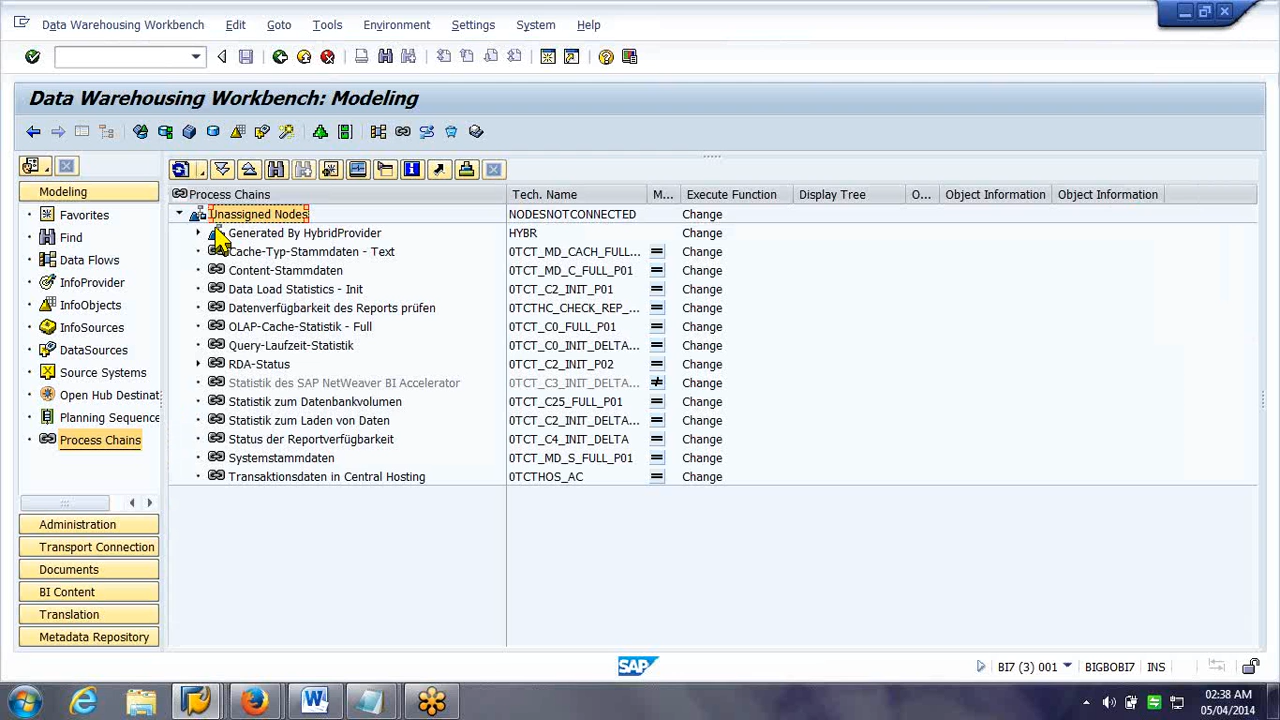 Data Warehousing Workbench Edit Goto Tools Environment Settings System Help
Data Warehousing Workbench: Modeling
Modeling
Favorites
Find
Data Flows
InfoProvider
InfoObjects
InfoSources
DataSources
Source Systems
Open Hub Destinat
Planning Sequence
Process Chains
Administration
Transport Connection
Documents
BI Content
Translation
Metadata Repository
Process Chains Tech. Name M... Execute Function Display Tree O... Object Information Object Information
Unassigned Nodes NODESNOTCONNECTED Change
Generated By HybridProvider HYBR Change
Cache-Typ-Stammdaten - Text 0TCT_MD_CACH_FULL... Change
Content-Stammdaten 0TCT_MD_C_FULL_P01 Change
Data Load Statistics - Init 0TCT_C2_INIT_P01 Change
Datenverfügbarkeit des Reports prüfen 0TCTHC_CHECK_REP_... Change
OLAP-Cache-Statistik - Full 0TCT_C0_FULL_P01 Change
Query-Laufzeit-Statistik 0TCT_C0_INIT_DELTA... Change
RDA-Status 0TCT_C2_INIT_P02 Change
Statistik des SAP NetWeaver BI Accelerator 0TCT_C3_INIT_DELTA... Change
Statistik zum Datenbankvolumen 0TCT_C25_FULL_P01 Change
Statistik zum Laden von Daten 0TCT_C2_INIT_DELTA... Change
Status der Reportverfügbarkeit 0TCT_C4_INIT_DELTA Change
Systemstammdaten 0TCT_MD_S_FULL_P01 Change
Transaktionsdaten in Central Hosting 0TCTHOS_AC Change
SAP BI7 (3) 001 BIGBOBI7 INS
02:38 AM
05/04/2014